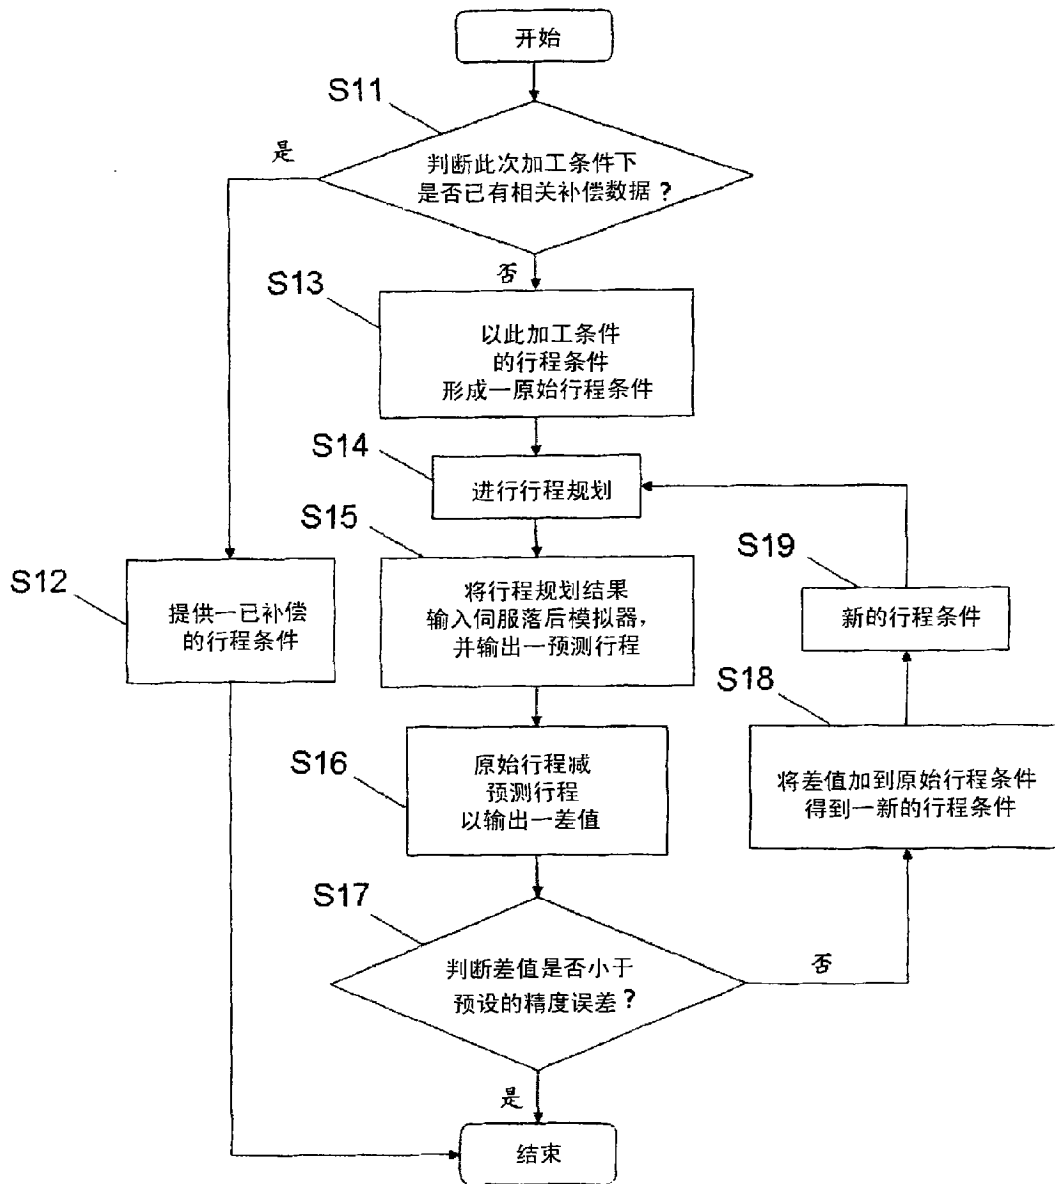 开始
S11
是
判断此次加工条件下
是否已有相关补偿数据?
否
S13
以此加工条件
的行程条件
形成一原始行程条件
S14
进行行程规划
S15
将行程规划结果
输入伺服落后模拟器,
并输出一预测行程
S19
新的行程条件
S12
提供一已补偿
的行程条件
S16
原始行程减
预测行程
以输出一差值
S18
将差值加到原始行程条件
得到一新的行程条件
S17
判断差值是否小于
预设的精度误差?
否
是
结束